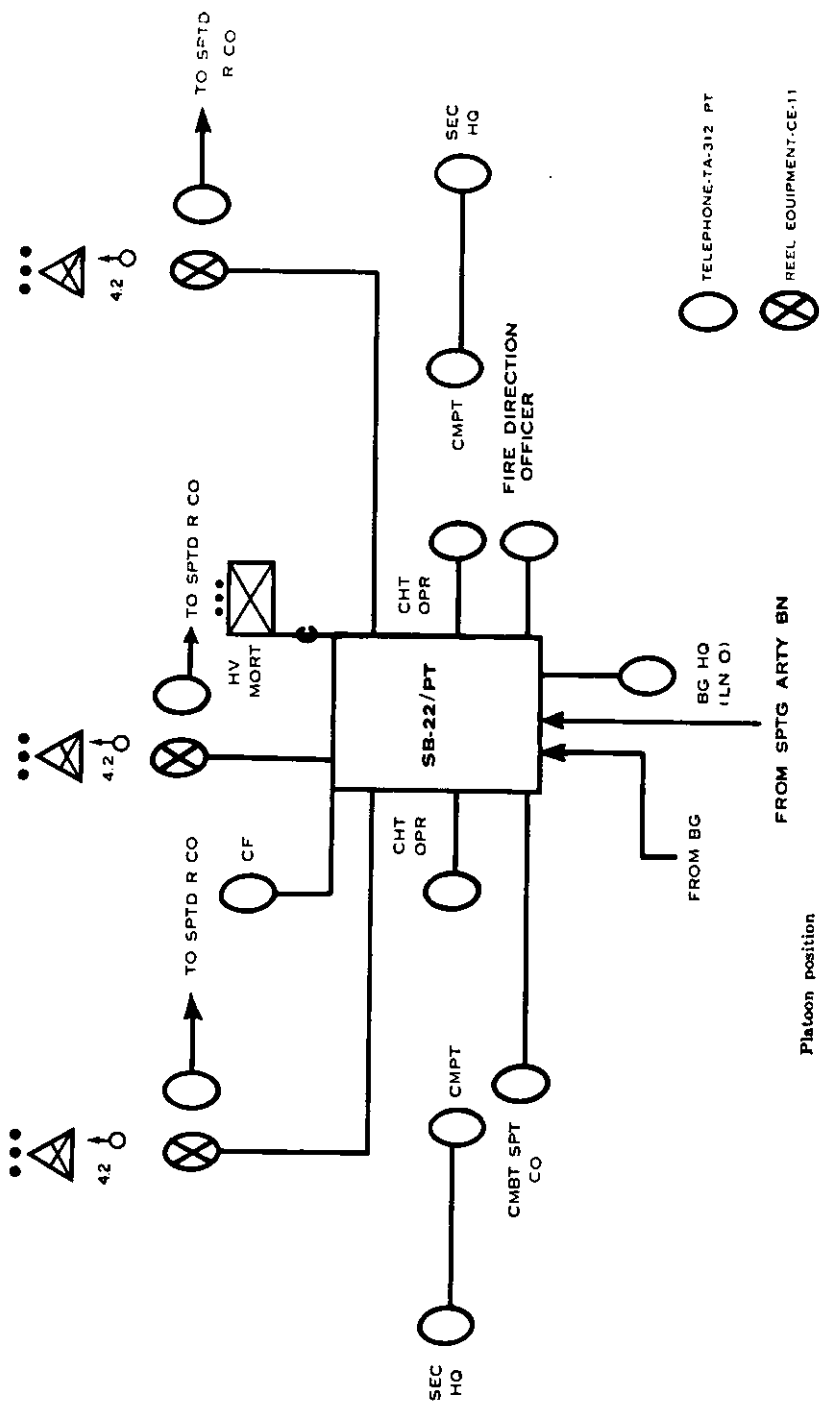 4.2
TO SPTD R CO
4.2
TO SPTD R CO
4.2
TO SPTD
R CO
CF
HV
MORT
SB-22/PT
CHT
OPR
CHT
OPR
SEC
HQ
CMPT
CMBT SPT
CO
CMPT
SEC
HQ
FIRE DIRECTION
OFFICER
BG HQ
(LN O)
FROM BG
FROM SPTG ARTY BN
TELEPHONE-TA-312 PT
REEL EQUIPMENT-CE-11
Platoon position